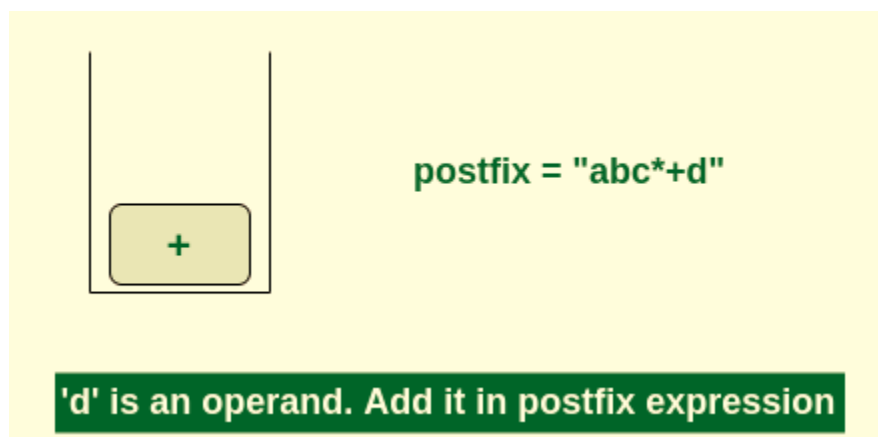 postfix = "abc*+d"
+
'd' is an operand. Add it in postfix expression